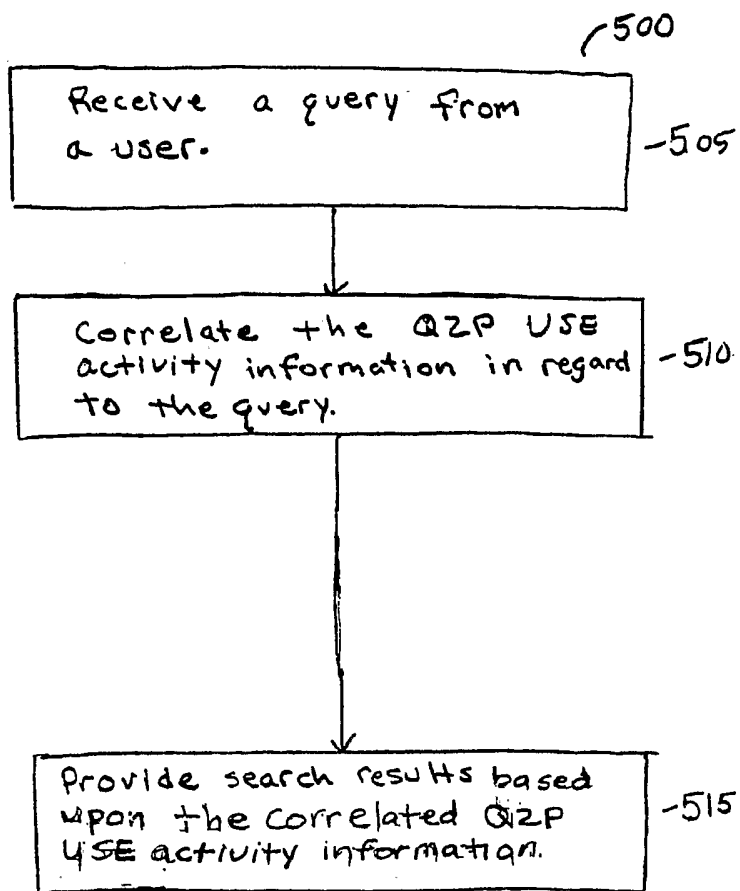 500
Receive a query from
a user.
505
Correlate the Q2P USE
activity information in regard
to the query.
510
Provide search results based
upon the correlated Q2P
USE activity information.
515